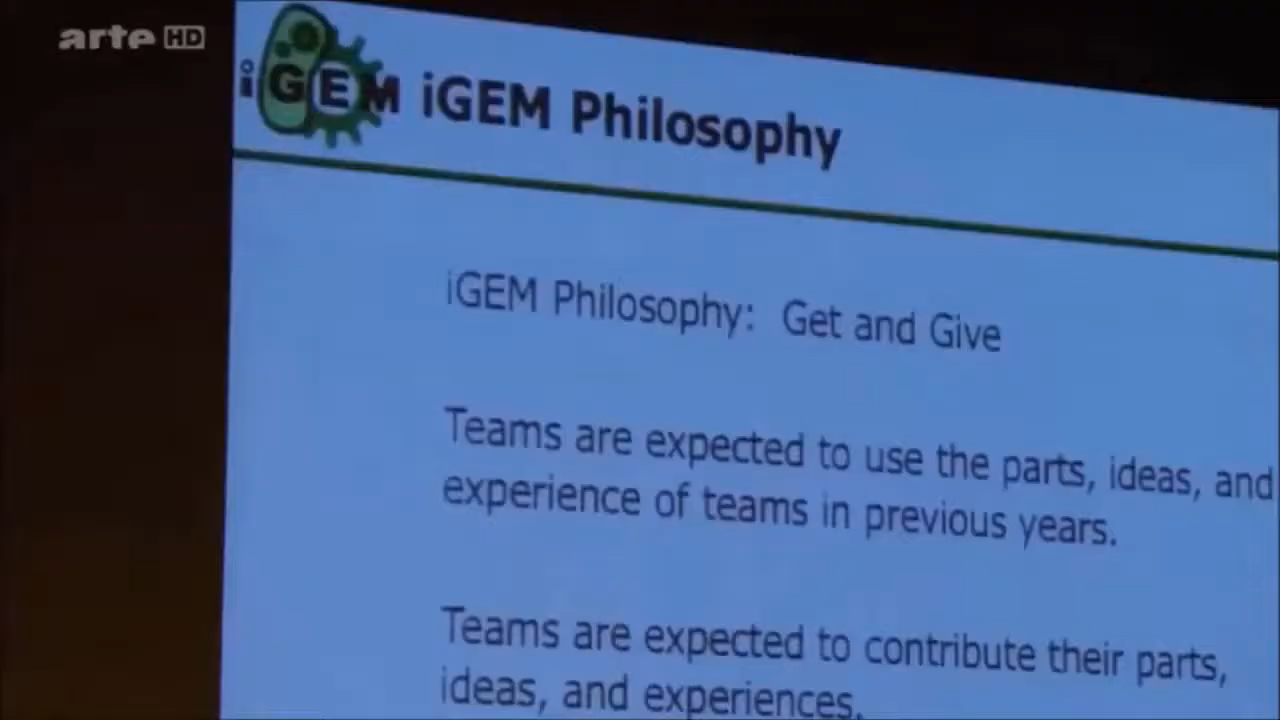 arte HD
iGEM iGEM Philosophy
iGEM Philosophy: Get and Give
Teams are expected to use the parts, ideas, and
experience of teams in previous years.
Teams are expected to contribute their parts,
ideas, and experiences.